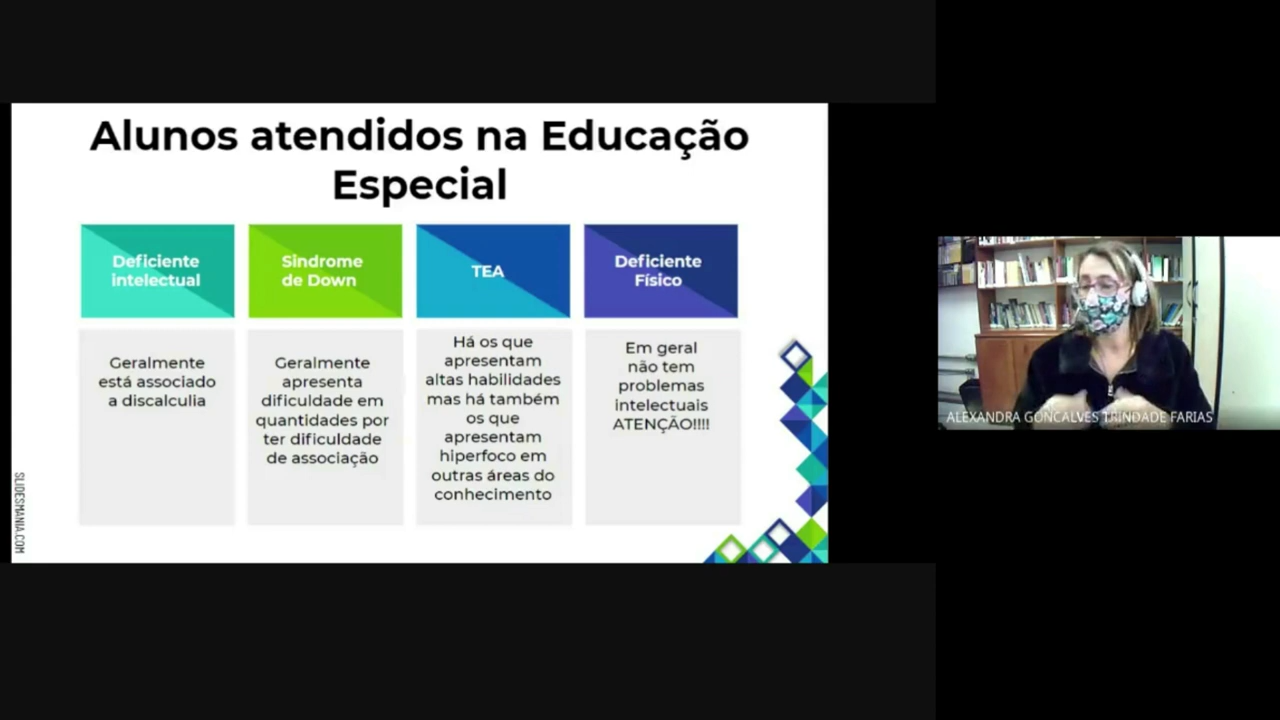 Alunos atendidos na Educação
Especial
Deficiente
intelectual
Sindrome
de Down
TEA
Deficiente
Físico
Geralmente
está associado
a discalculia
Geralmente
apresenta
dificuldade em
quantidades por
ter dificuldade
de associação
Há os que
apresentam
altas habilidades
mas há também
os que
apresentam
hiperfoco em
outras áreas do
conhecimento
Em geral
não tem
problemas
intelectuais
ATENÇÃO!!!!
SLIDESMANIA.COM
ALEXANDRA GONCALVES TRINDADE FARIAS